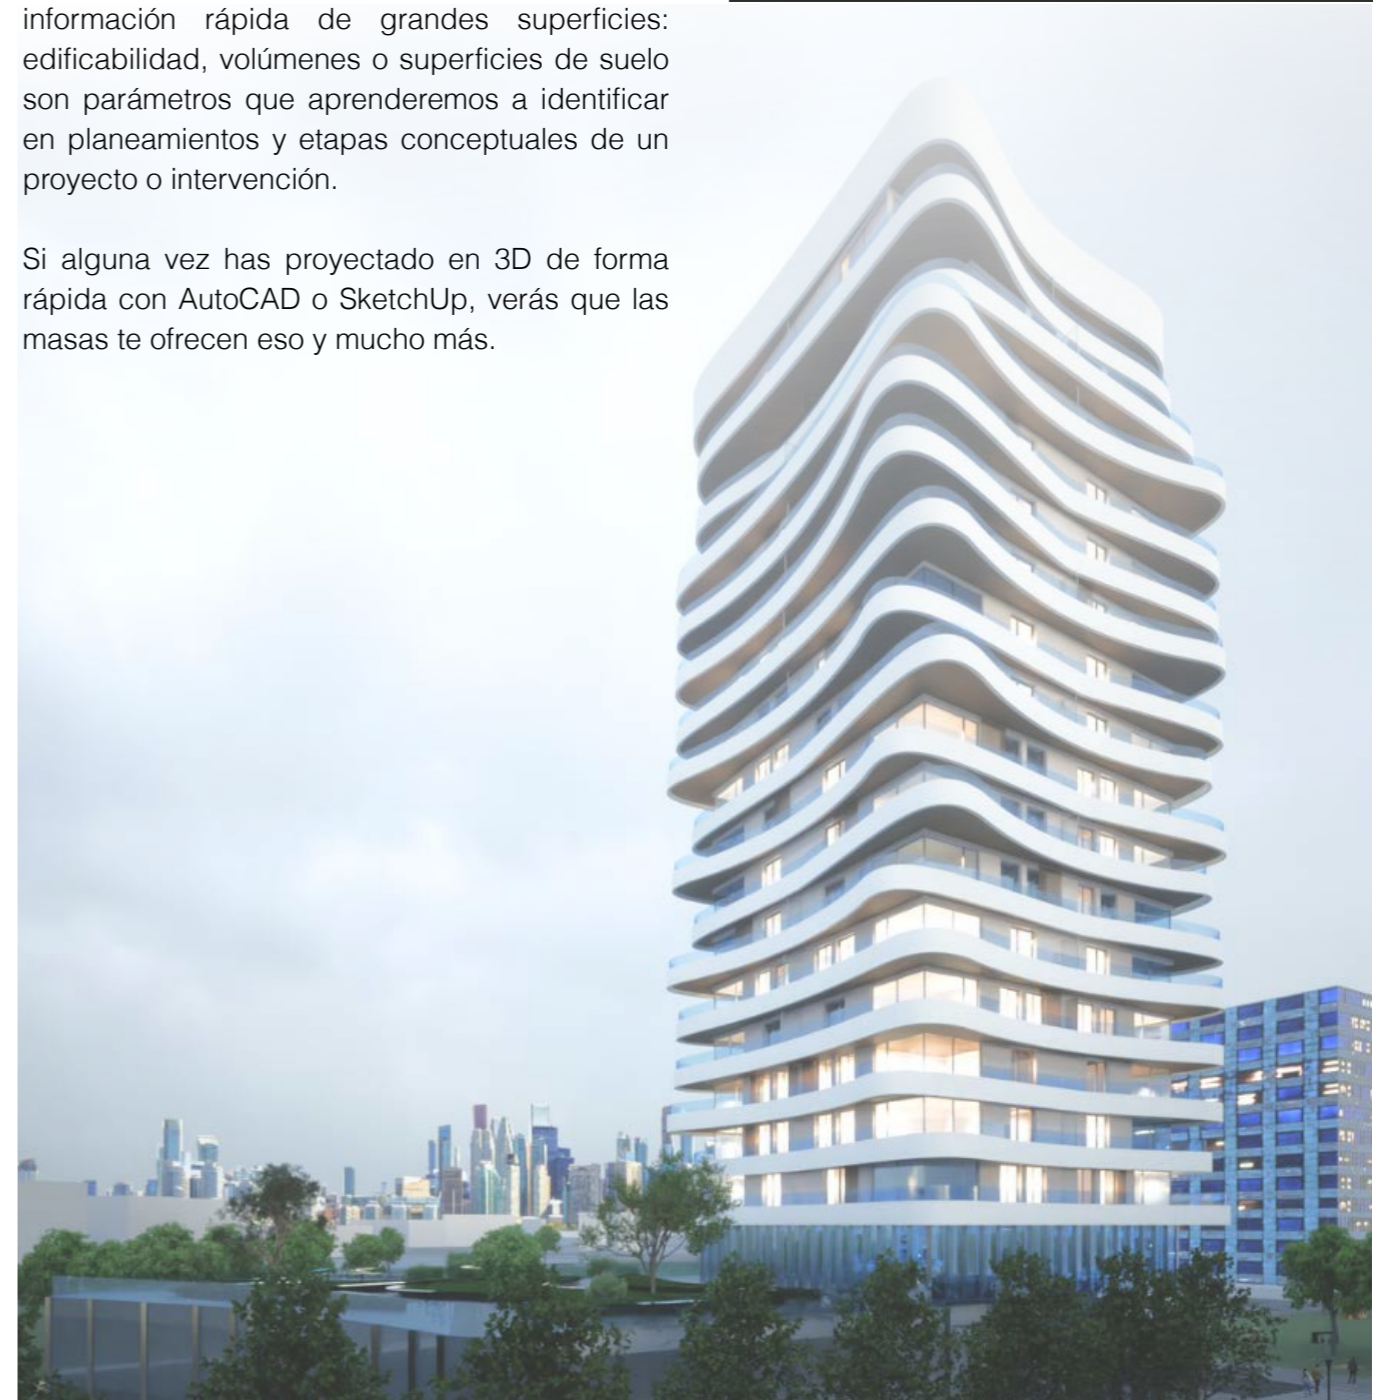 información rápida de grandes superficies:
edificabilidad, volúmenes o superficies de suelo
son parámetros que aprenderemos a identificar
en planeamientos y etapas conceptuales de un
proyecto o intervención.
Si alguna vez has proyectado en 3D de forma
rápida con AutoCAD o SketchUp, verás que las
masas te ofrecen eso y mucho más.